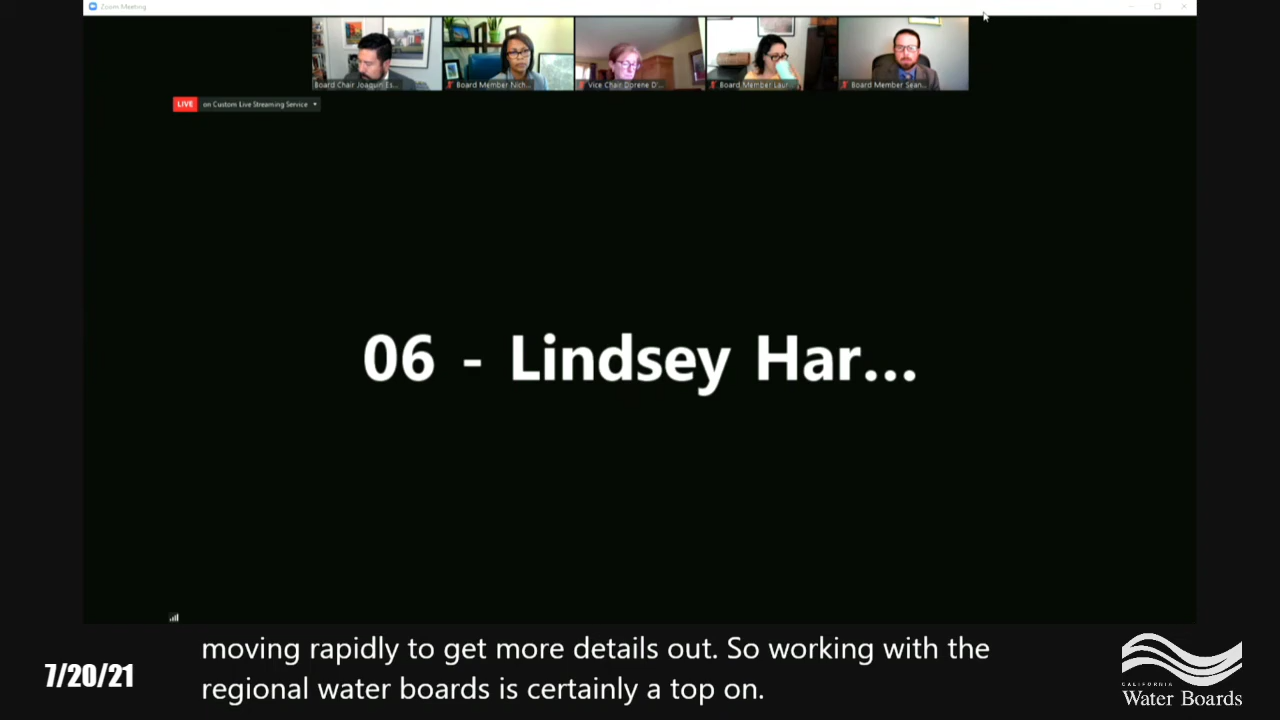 Zoom Meeting
Board Chair Joaquin Es...
Board Member Nich...
Vice Chair Dorene D'...
Board Member Laur
Board Member Sean...
LIVE on Custom Live Streaming Service
06 - Lindsey Har...
moving rapidly to get more details out. So working with the
regional water boards is certainly a top on.
7/20/21
CALIFORNIA
Water Boards